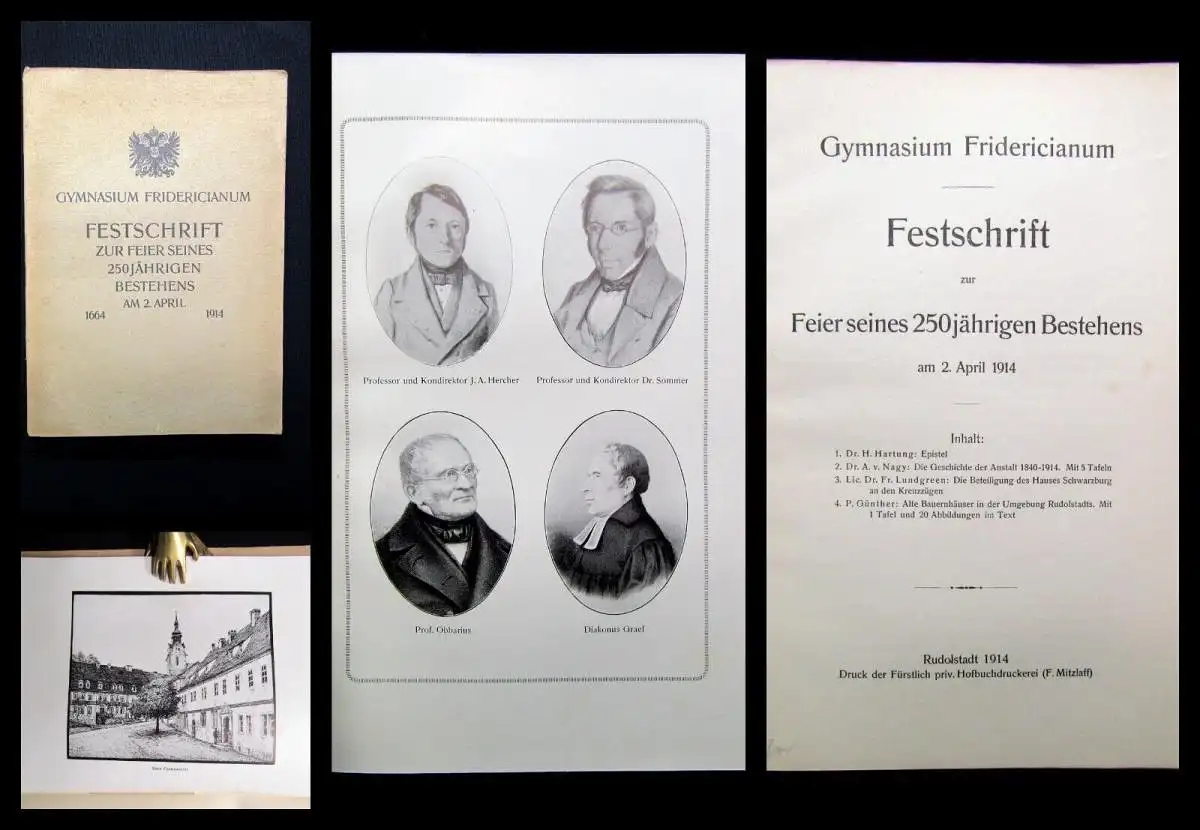 GYMNASIUM FRIDERICIANUM
FESTSCHRIFT
ZUR FEIER SEINES
250JÄHRIGEN
BESTEHENS
AM 2. APRIL
1664 1914
Professor und Kondirektor J. A. Hercher
Professor und Kondirektor Dr. Sommer
Prof. Obbarius
Diakonus Graef
Gymnasium Fridericianum
Festschrift
zur
Feier seines 250jährigen Bestehens
am 2. April 1914
Inhalt:
1. Dr. H. Hartung: Epistel
2. Dr. A. v. Nagy: Die Geschichte der Anstalt 1840-1914. Mit 5 Tafeln
3. Lic. Dr. Fr. Lundgreen: Die Beteiligung des Hauses Schwarzburg
an den Kreuzzügen
4. P. Günther: Alte Bauernhäuser in der Umgebung Rudolstadts. Mit
1 Tafel und 20 Abbildungen im Text
Rudolstadt 1914
Druck der Fürstlich priv. Hofbuchdruckerei (F. Mitzlaff)